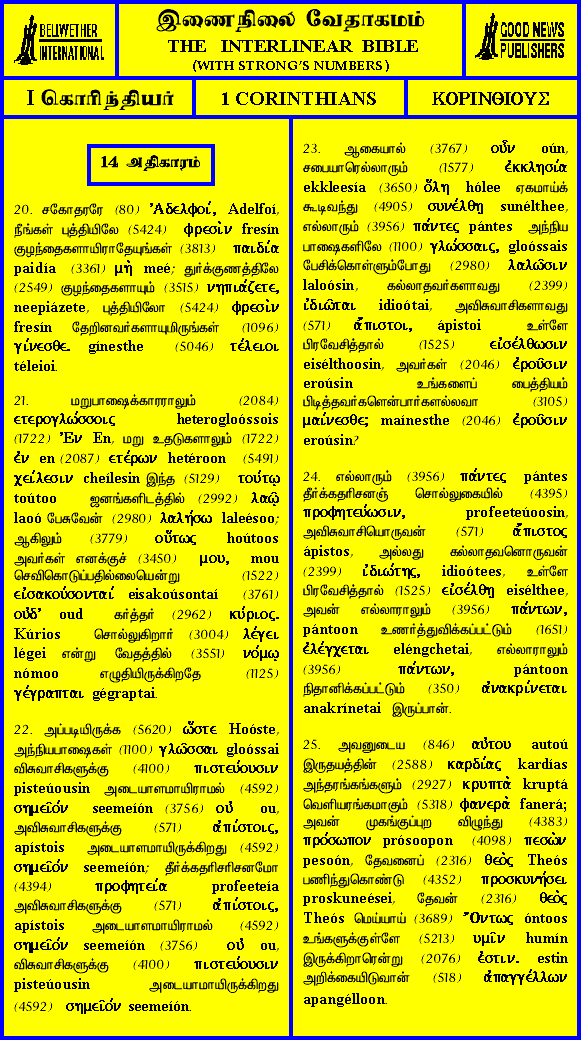 BELLWETHER
INTERNATIONAL
இணைநிலை வேதாகமம்
THE INTERLINEAR BIBLE
(WITH STRONG'S NUMBERS)
GOOD NEWS
PUBLISHERS
I கொரிந்தியர்
1 CORINTHIANS
ΚΟΡΙΝΘΙΟΥΣ
14 அதிகாரம்
20. சகோதரரே (80) Ἀδελφοί, Adelfoí,
நீங்கள் புத்தியிலே (5424) φρεσὶν fresín
குழந்தைகளாயிராதேயுங்கள் (3813) παιδία
paidía (3361) μὴ meé; துர்க்குணத்திலே
(2549) குழந்தைகளாயும் (3515) νηπιάζετε,
neepiázete, புத்தியிலோ (5424) φρεσὶν
fresín தேறினவர்களாயுமிருங்கள் (1096)
γίνεσθε. gínesthe (5046) τέλειοι
téleioi.
21. மறுபாஷைக்காரராலும் (2084)
ετερογλώσσοις heterogloóssois
(1722) Ἐν En, மறு உதடுகளாலும் (1722)
ἐν en (2087) ετέρων hetéroon (5491)
χείλεσιν cheílesin இந்த (5129) τούτῳ
toútoo ஜனங்களிடத்தில் (2992) λαῷ
laoó பேசுவேன் (2980) λαλήσω laleésoo;
ஆகிலும் (3779) οὕτως hoútoos
அவர்கள் எனக்குச் (3450) μου, mou
செவிகொடுப்பதில்லையென்று (1522)
εἰσακούσονταί eisakoúsontaí (3761)
οὐδ' oud கர்த்தர் (2962) κύριος.
Kúrios சொல்லுகிறார் (3004) λέγει
légei என்று வேதத்தில் (3551) νόμῳ
nómoo எழுதியிருக்கிறதே (1125)
γέγραπται gégraptai.
22. அப்படியிருக்க (5620) ὥστε Hoóste,
அந்நியபாஷைகள் (1100) γλῶσσαι gloóssai
விசுவாசிகளுக்கு (4100) πιστεύουσιν
pisteúousin அடையாளமாயிராமல் (4592)
σημεῖόν seemeíón (3756) οὐ ou,
அவிசுவாசிகளுக்கு (571) ἀπίστοις,
apístois அடையாளமாயிருக்கிறது (4592)
σημεῖόν seemeíón; தீர்க்கதரிசரிசனமோ
(4394) προφητεία profeeteía
அவிசுவாசிகளுக்கு (571) ἀπίστοις,
apístois அடையாளமாயிராமல் (4592)
σημεῖόν seemeíón (3756) οὐ ou,
விசுவாசிகளுக்கு (4100) πιστεύουσιν
pisteúousin அடையாமாயிருக்கிறது
(4592) σημεῖόν seemeíón.
23. ஆகையால் (3767) οὖν oún,
சபையாரெல்லாரும் (1577) ἐκκλησία
ekkleesía (3650) ὅλη hólee ஏகமாய்க்
கூடிவந்து (4905) συνέλθη sunélthee,
எல்லாரும் (3956) πάντες pántes அந்நிய
பாஷைகளிலே (1100) γλώσσαις, gloóssais
பேசிக்கொள்ளும்போது (2980) λαλῶσιν
laloósin, கல்லாதவர்களாவது (2399)
ἰδιῶται idioótai, அவிசுவாசிகளாவது
(571) ἄπιστοι, ápistoi உள்ளே
பிரவேசித்தால் (1525) εἰσέλθωσιν
eisélthoosin, அவர்கள் (2046) ἐροῦσιν
eroúsin உங்களைப் பைத்தியம்
பிடித்தவர்களென்பார்களல்லவா (3105)
μαίνεσθε; maínesthe (2046) ἐροῦσιν
eroúsin?
24. எல்லாரும் (3956) πάντες pántes
தீர்க்கதரிசனஞ் சொல்லுகையில் (4395)
προφητεύωσιν, profeeteúoosin,
அவிசுவாசியொருவன் (571) ἄπιστος
ápistos, அல்லது கல்லாதவனொருவன்
(2399) ἰδιώτης, idioótees, உள்ளே
பிரவேசித்தால் (1525) εἰσέλθῃ eisélthee,
அவன் எல்லாராலும் (3956) πάντων,
pántoon உணர்த்துவிக்கப்பட்டும் (1651)
ἐλέγχεται eléngchetai, எல்லாராலும்
(3956) πάντων, pántoon
நிதானிக்கப்பட்டும் (350) ἀνακρίνεται
anakrínetai இருப்பான்.
25. அவனுடைய (846) αὐτου autoú
இருதயத்தின் (2588) καρδίας kardías
அந்தரங்கங்களும் (2927) κρυπτὰ kruptá
வெளியரங்கமாகும் (5318) φανερὰ fanerá;
அவன் முகங்குப்புற விழுந்து (4383)
πρόσωπον prósoopon (4098) πεσὼν
pesoón, தேவனைப் (2316) θεὸς Theós
பணிந்துகொண்டு (4352) προσκυνήσει
proskuneései, தேவன் (2316) θεὸς
Theós மெய்யாய் (3689) Ὄντως óntoos
உங்களுக்குள்ளே (5213) υμῖν humín
இருக்கிறாரென்று (2076) ἐστιν. estin
அறிக்கையிடுவான் (518) ἀπαγγέλλων
apangélloon.